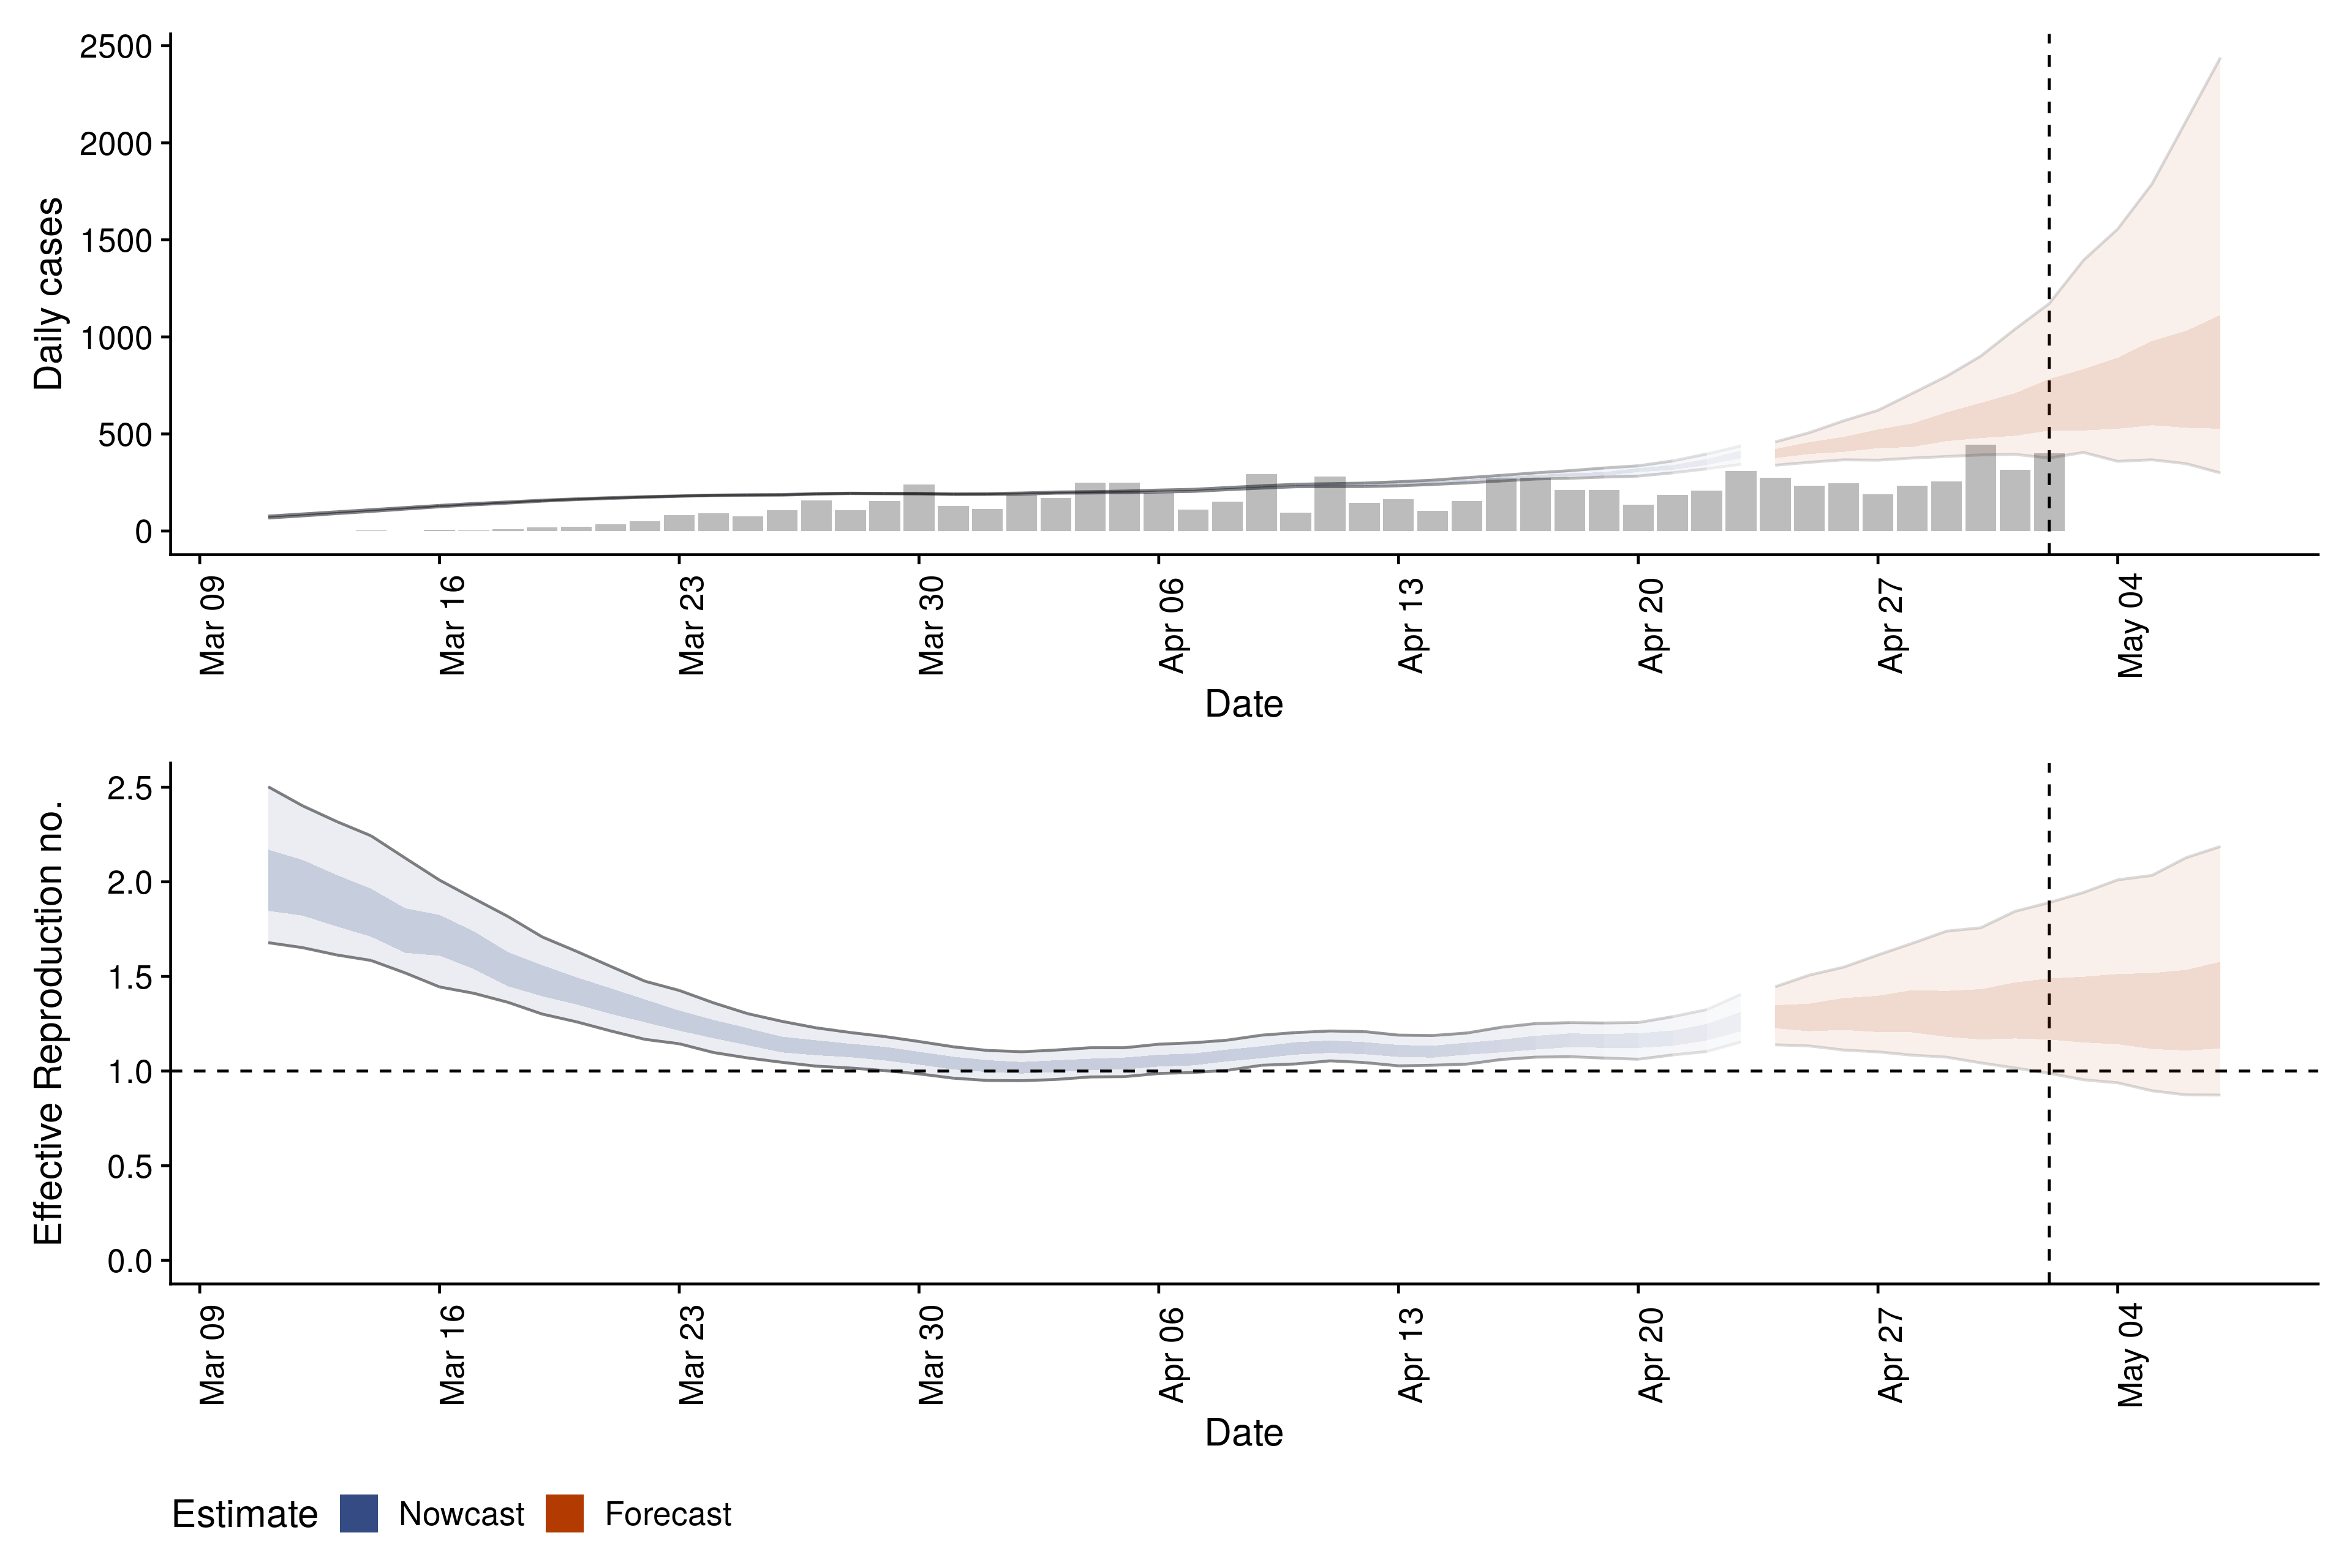 2500
2000
1500
1000
500
0
Daily cases
Mar 09
Mar 16
Mar 23
Mar 30
Apr 06
Apr 13
Apr 20
Apr 27
May 04
Date
2.5
2.0
1.5
1.0
0.5
0.0
Effective Reproduction no.
Mar 09
Mar 16
Mar 23
Mar 30
Apr 06
Apr 13
Apr 20
Apr 27
May 04
Date
Estimate Nowcast Forecast